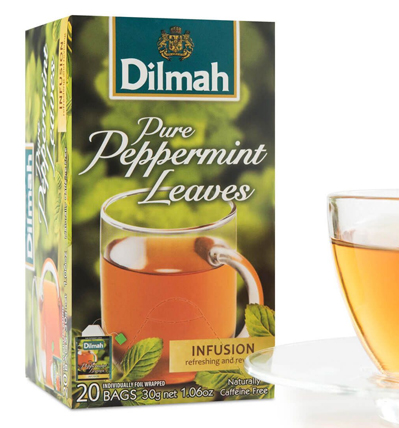 Dilmah
Pure
Peppermint
Leaves
INFUSION
refreshing and
Dilmah
20 INDIVIDUALLY FOIL WRAPPED
BAGS 30g net 1.06oz
Naturally
Caffeine Free
Dilmah